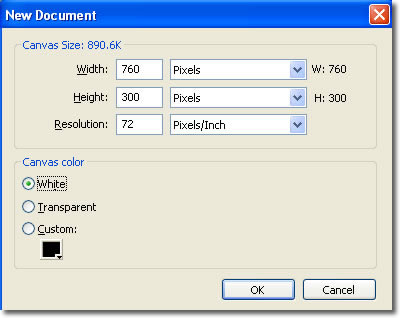 New Document
Canvas Size: 890.6K
Width: 760 Pixels W: 760
Height: 300 Pixels H: 300
Resolution: 72 Pixels/Inch
Canvas color
White
Transparent
Custom:
OK Cancel